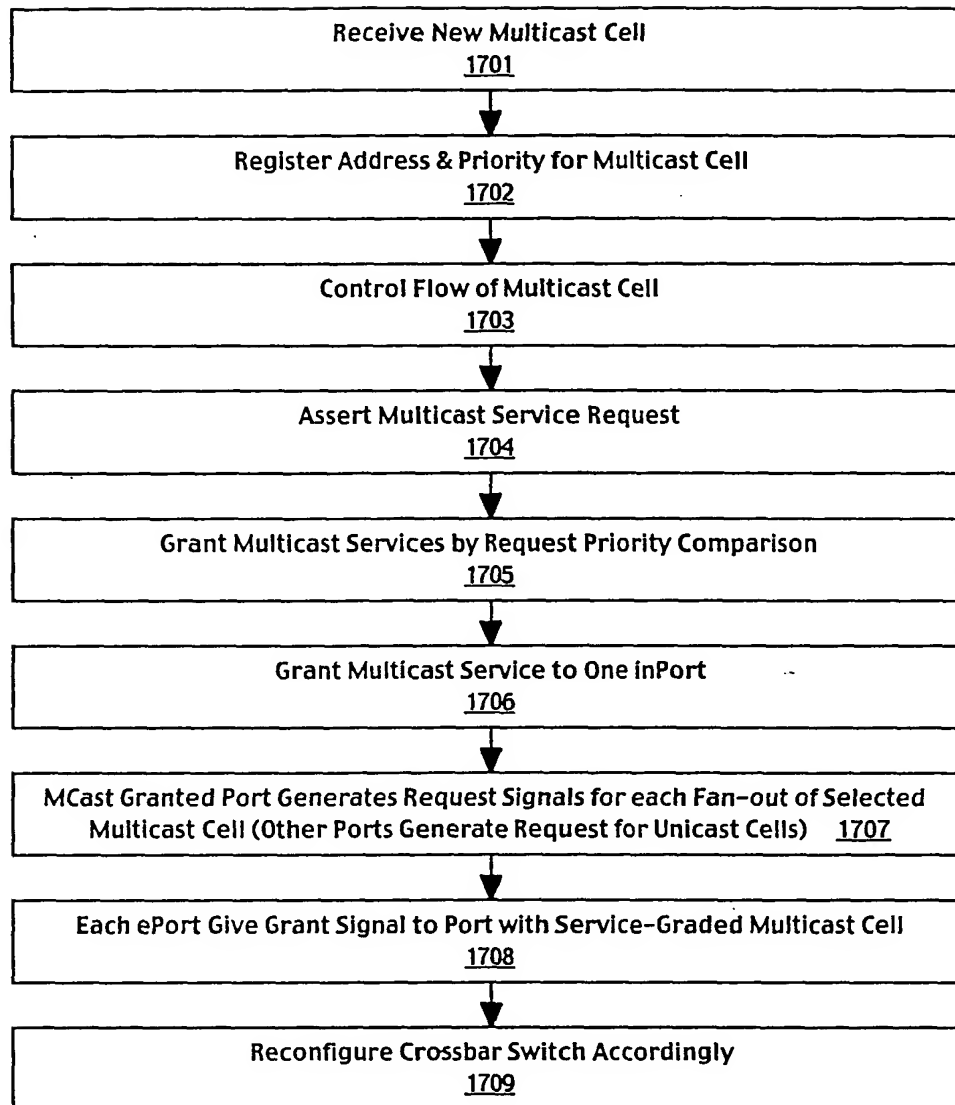 Receive New Multicast Cell
1701
Register Address & Priority for Multicast Cell
1702
Control Flow of Multicast Cell
1703
Assert Multicast Service Request
1704
Grant Multicast Services by Request Priority Comparison
1705
Grant Multicast Service to One inPort
1706
MCast Granted Port Generates Request Signals for each Fan-out of Selected
Multicast Cell (Other Ports Generate Request for Unicast Cells) 1707
Each ePort Give Grant Signal to Port with Service-Graded Multicast Cell
1708
Reconfigure Crossbar Switch Accordingly
1709